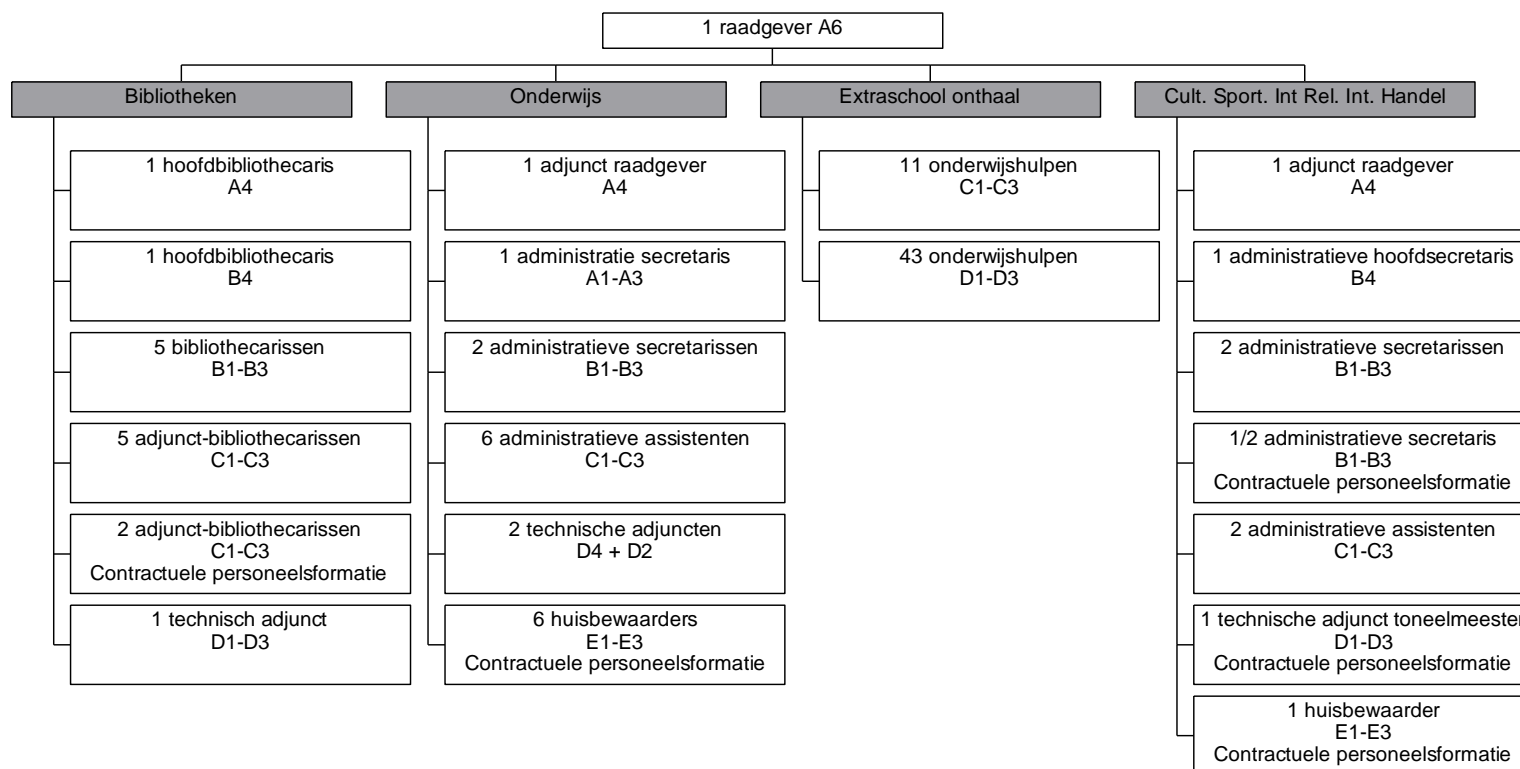 1 raadgever A6
Bibliotheken
1 hoofdbibliothecaris
A4
1 hoofdbibliothecaris
B4
5 bibliothecarissen
B1-B3
5 adjunct-bibliothecarissen
C1-C3
2 adjunct-bibliothecarissen
C1-C3
Contractuele personeelsformatie
1 technisch adjunct
D1-D3
Onderwijs
1 adjunct raadgever
A4
1 administratie secretaris
A1-A3
2 administratieve secretarissen
B1-B3
6 administratieve assistenten
C1-C3
2 technische adjuncten
D4 + D2
6 huisbewaarders
E1-E3
Contractuele personeelsformatie
Extraschool onthaal
11 onderwijshulpen
C1-C3
43 onderwijshulpen
D1-D3
Cult. Sport. Int Rel. Int. Handel
1 adjunct raadgever
A4
1 administratieve hoofdsecretaris
B4
2 administratieve secretarissen
B1-B3
1/2 administratieve secretaris
B1-B3
Contractuele personeelsformatie
2 administratieve assistenten
C1-C3
1 technische adjunct toneelmeester
D1-D3
Contractuele personeelsformatie
1 huisbewaarder
E1-E3
Contractuele personeelsformatie